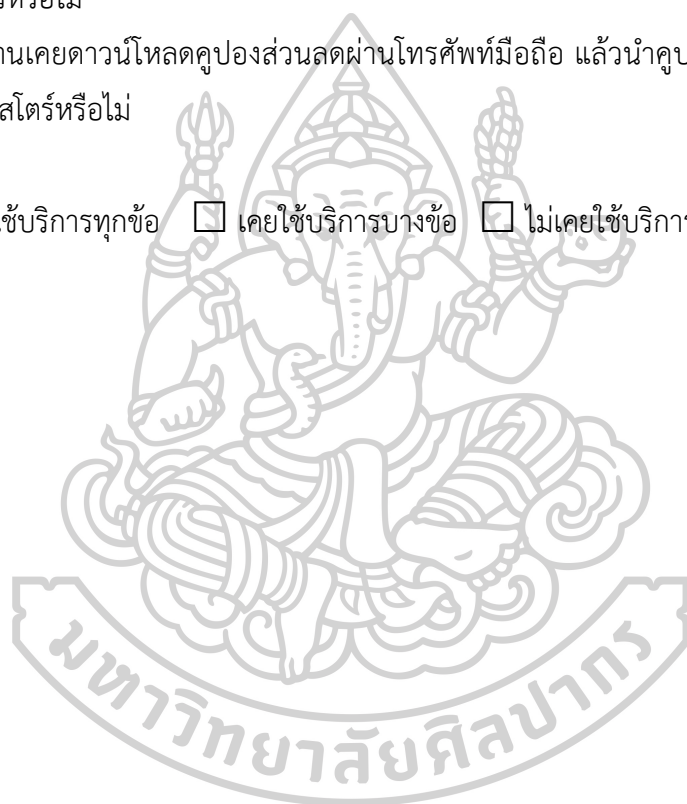 หรือไม่
านเคยดาวน์โหลดคูปองส่วนลดผ่านโทรศัพท์มือถือ แล้วนำคูป
สโตร์หรือไม่
ใช้บริการทุกข้อ ☐ เคยใช้บริการบางข้อ ☐ ไม่เคยใช้บริการ
มหาวิทยาลัยศิลปากร